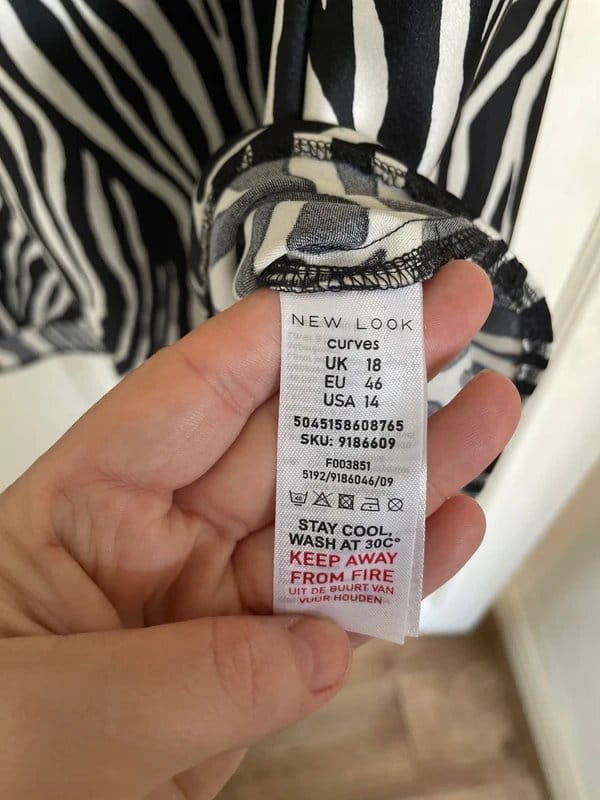 NEW LOOK
curves
UK 18
EU 46
USA 14
5045158608765
SKU: 9186609
F003851
5192/9186046/09
40
STAY COOL,
WASH AT 30C°
KEEP AWAY
FROM FIRE
UIT DE BUURT VAN
VUUR HOUDEN